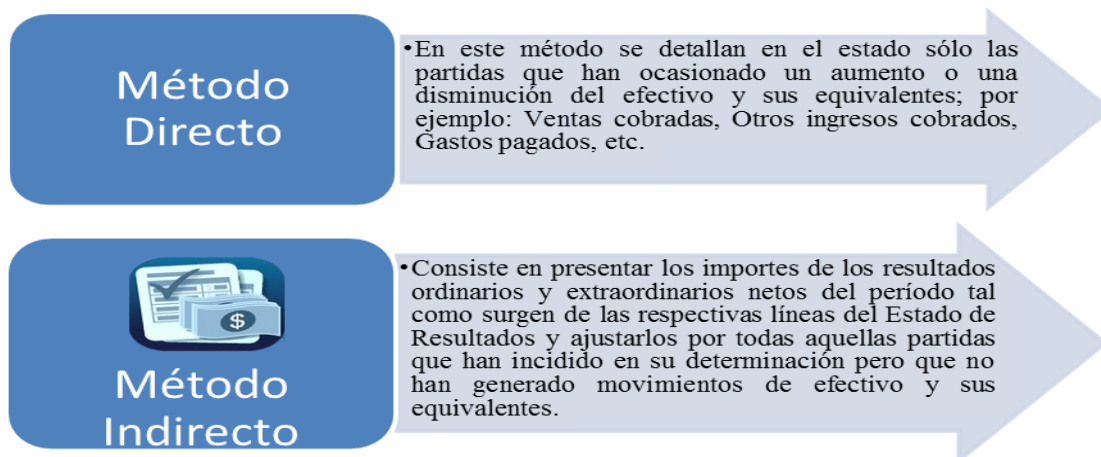 Método
Directo
•En este método se detallan en el estado sólo las
partidas que han ocasionado un aumento o una
disminución del efectivo y sus equivalentes; por
ejemplo: Ventas cobradas, Otros ingresos cobrados,
Gastos pagados, etc.
$
Método
Indirecto
•Consiste en presentar los importes de los resultados
ordinarios y extraordinarios netos del período tal
como surgen de las respectivas líneas del Estado de
Resultados y ajustarlos por todas aquellas partidas
que han incidido en su determinación pero que no
han generado movimientos de efectivo y sus
equivalentes.